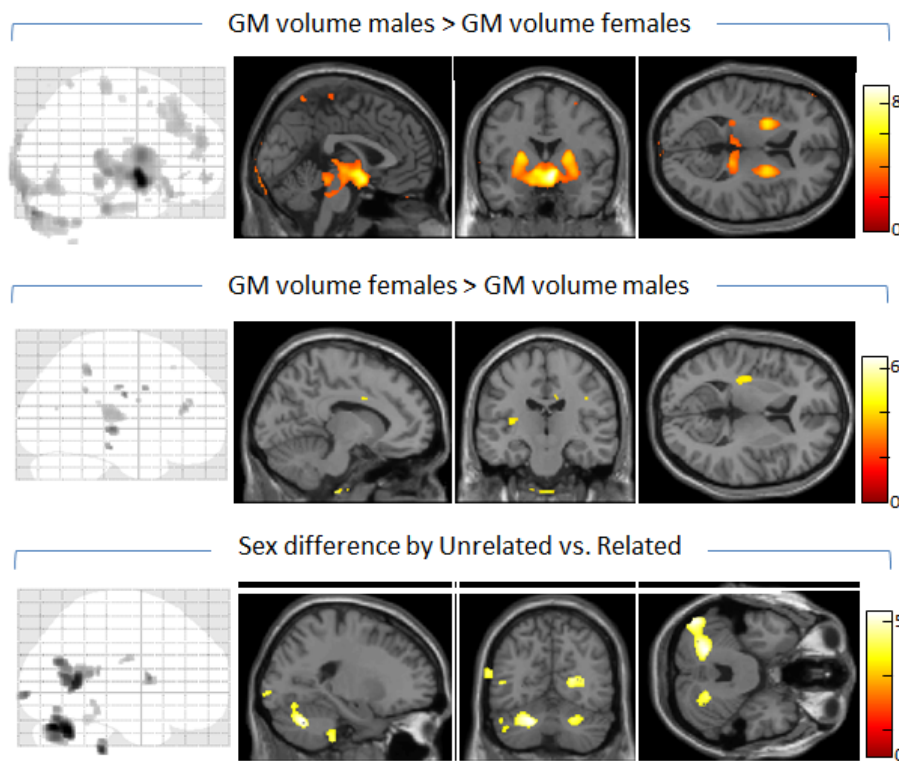 GM volume males > GM volume females
8
0
GM volume females > GM volume males
6
0
Sex difference by Unrelated vs. Related
5
0